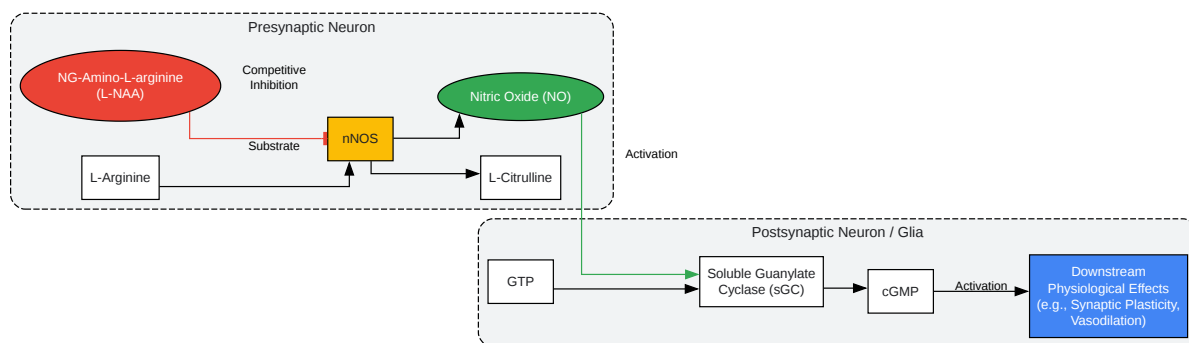 Presynaptic Neuron
NG-Amino-L-arginine
(L-NAA)
Competitive
Inhibition
Nitric Oxide (NO)
Substrate
nNOS
L-Arginine
L-Citrulline
Activation
Postsynaptic Neuron / Glia
GTP
Soluble Guanylate
Cyclase (sGC)
cGMP
Activation
Downstream
Physiological Effects
(e.g., Synaptic Plasticity,
Vasodilation)